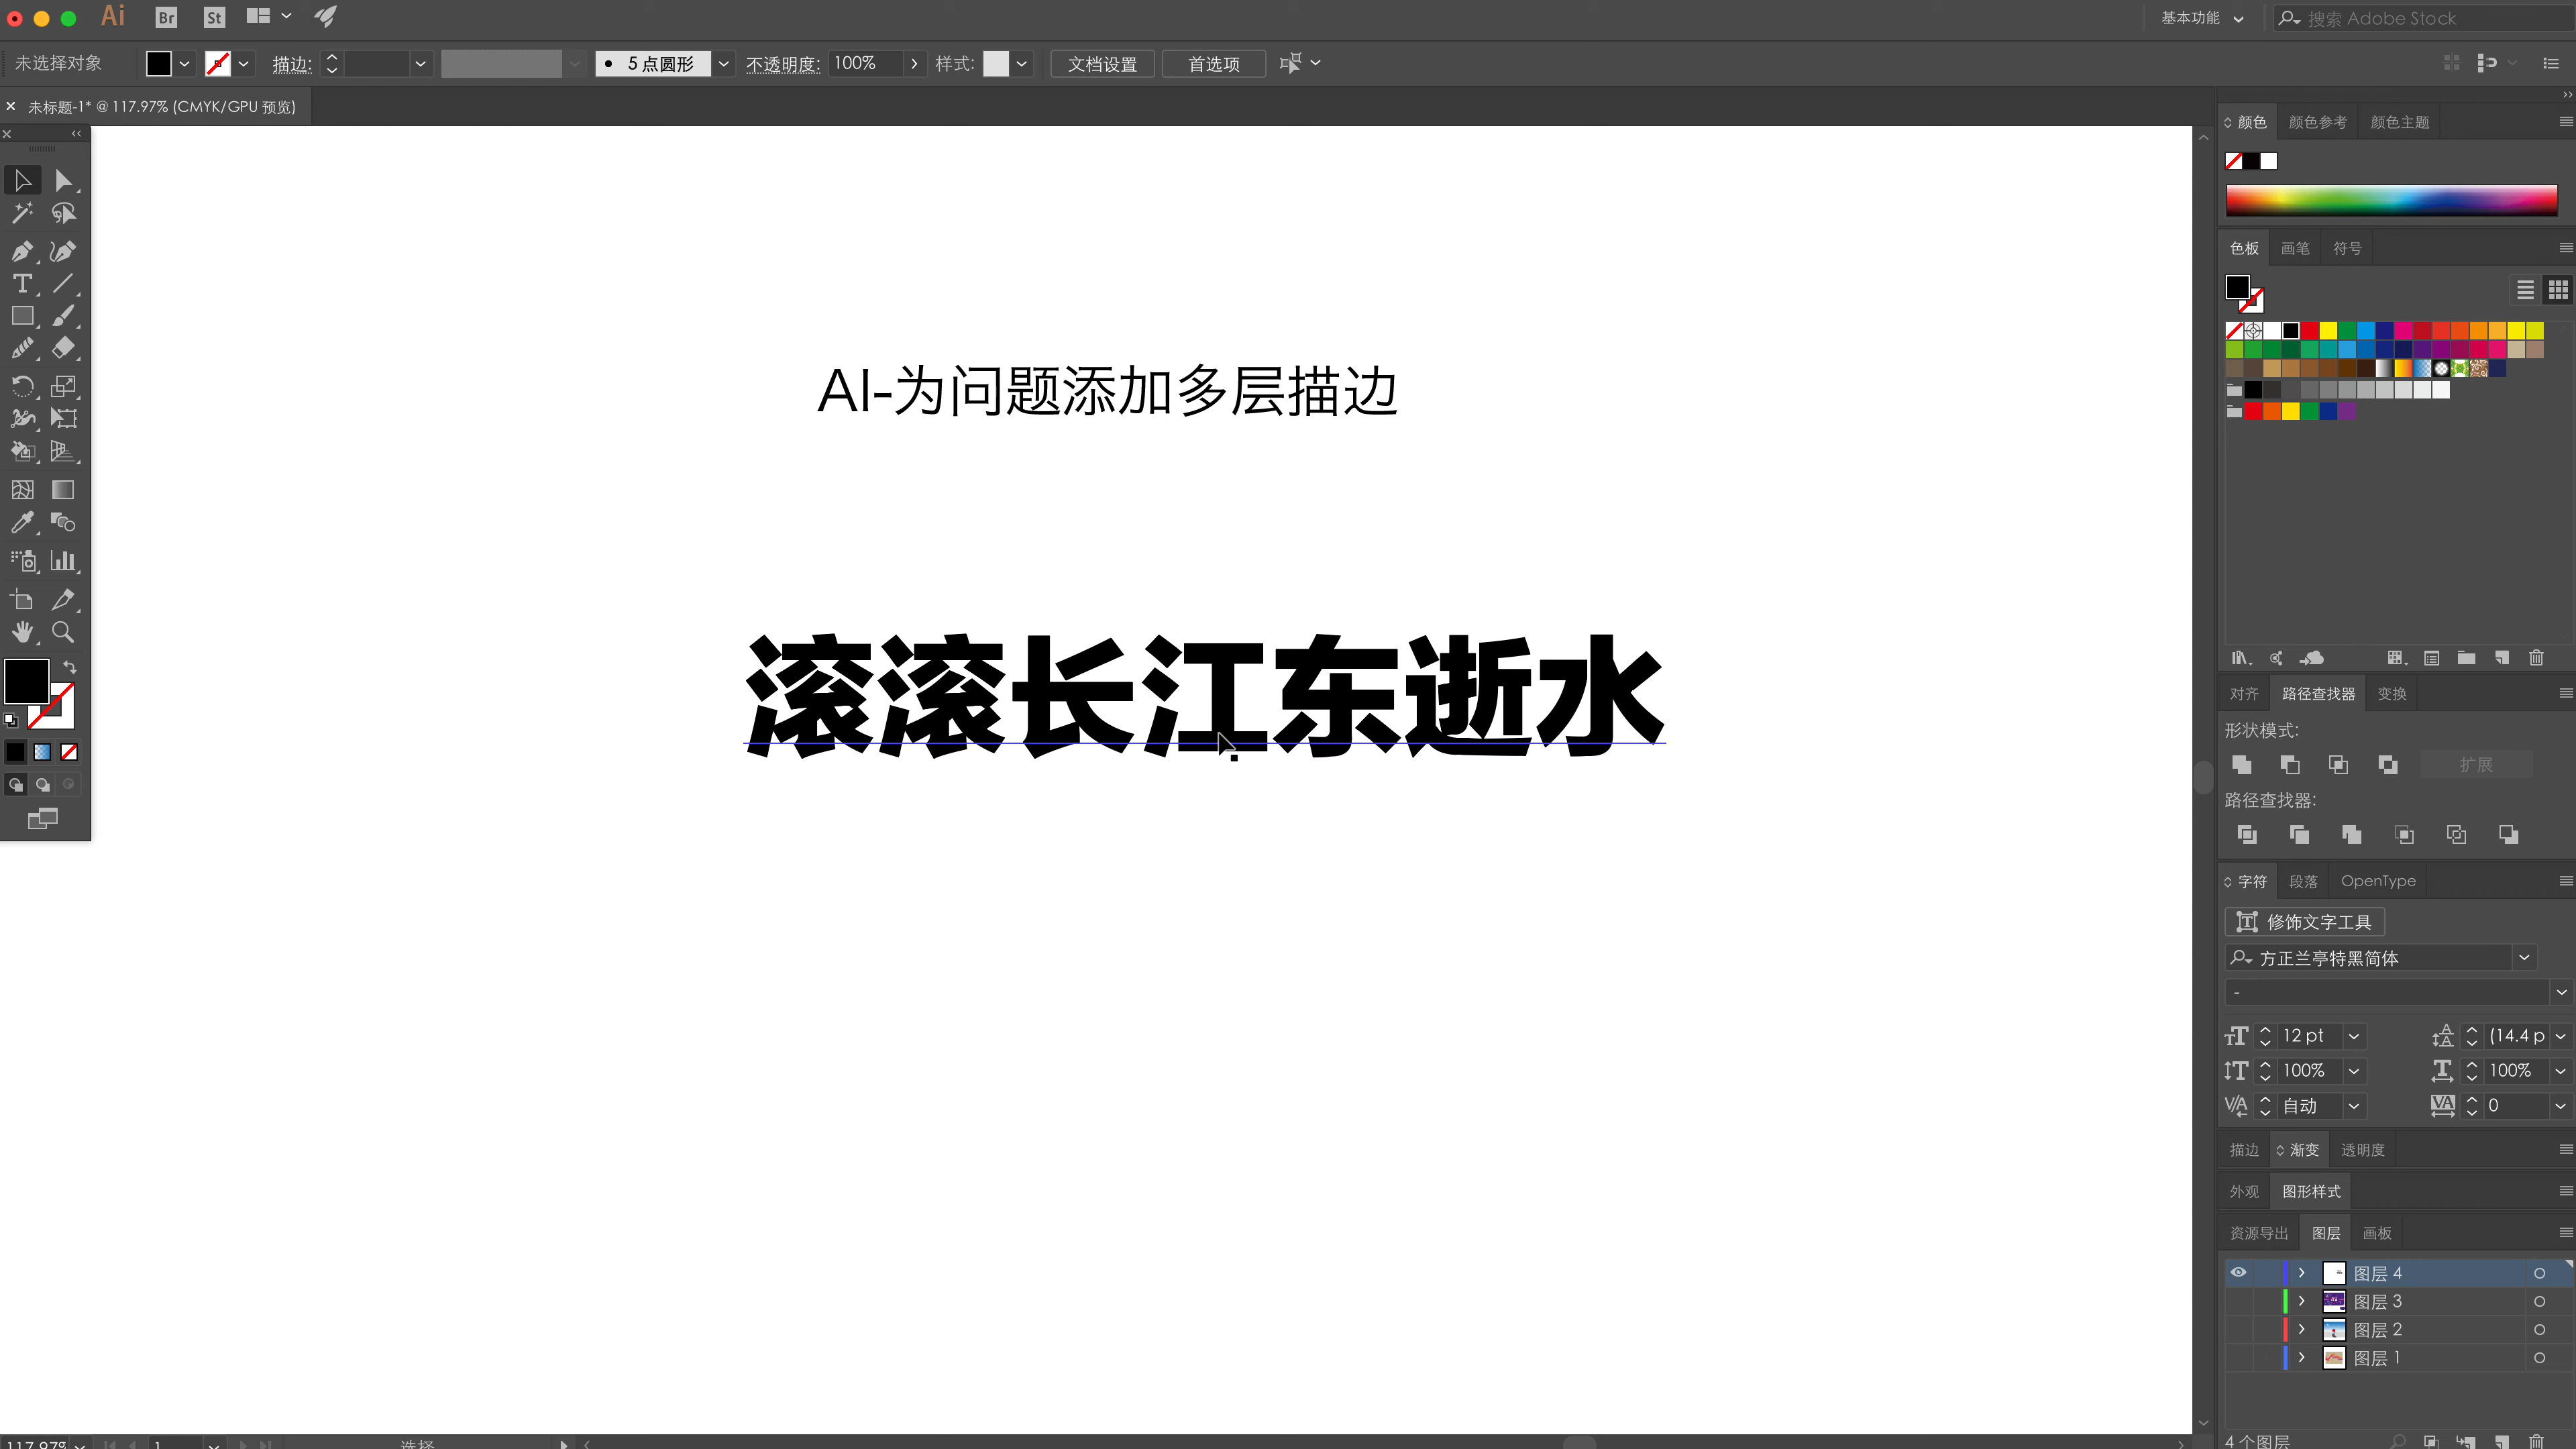 Ai Br St 基本功能 搜索 Adobe Stock
未选择对象 描边: 5 点圆形 不透明度: 100% 样式: 文档设置 首选项
未标题-1* @ 117.97% (CMYK/GPU 预览)
颜色 颜色参考 颜色主题
色板 画笔 符号
AI-为问题添加多层描边
滚滚长江东逝水
对齐 路径查找器 变换
形状模式:
扩展
路径查找器:
字符 段落 OpenType
修饰文字工具
方正兰亭特黑简体
-
12 pt (14.4 p
100% 100%
自动 0
描边 渐变 透明度
外观 图形样式
资源导出 图层 画板
图层 4
图层 3
图层 2
图层 1
117.97% 1 选择 4 个图层